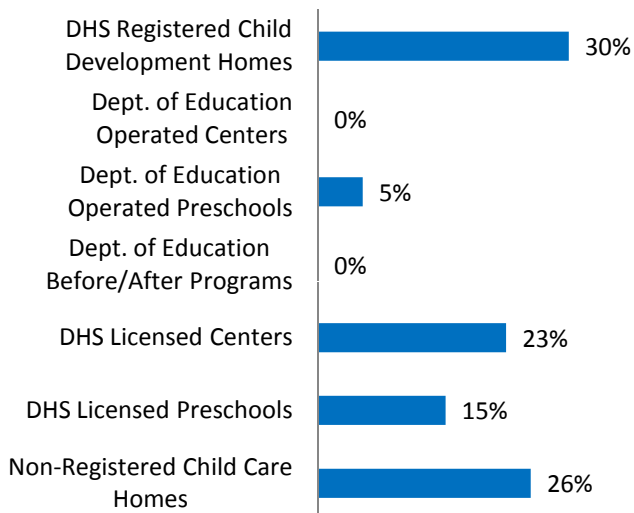 DHS Registered Child
Development Homes
30%
Dept. of Education
Operated Centers
0%
Dept. of Education
Operated Preschools
5%
Dept. of Education
Before/After Programs
0%
DHS Licensed Centers
23%
DHS Licensed Preschools
15%
Non-Registered Child Care
Homes
26%